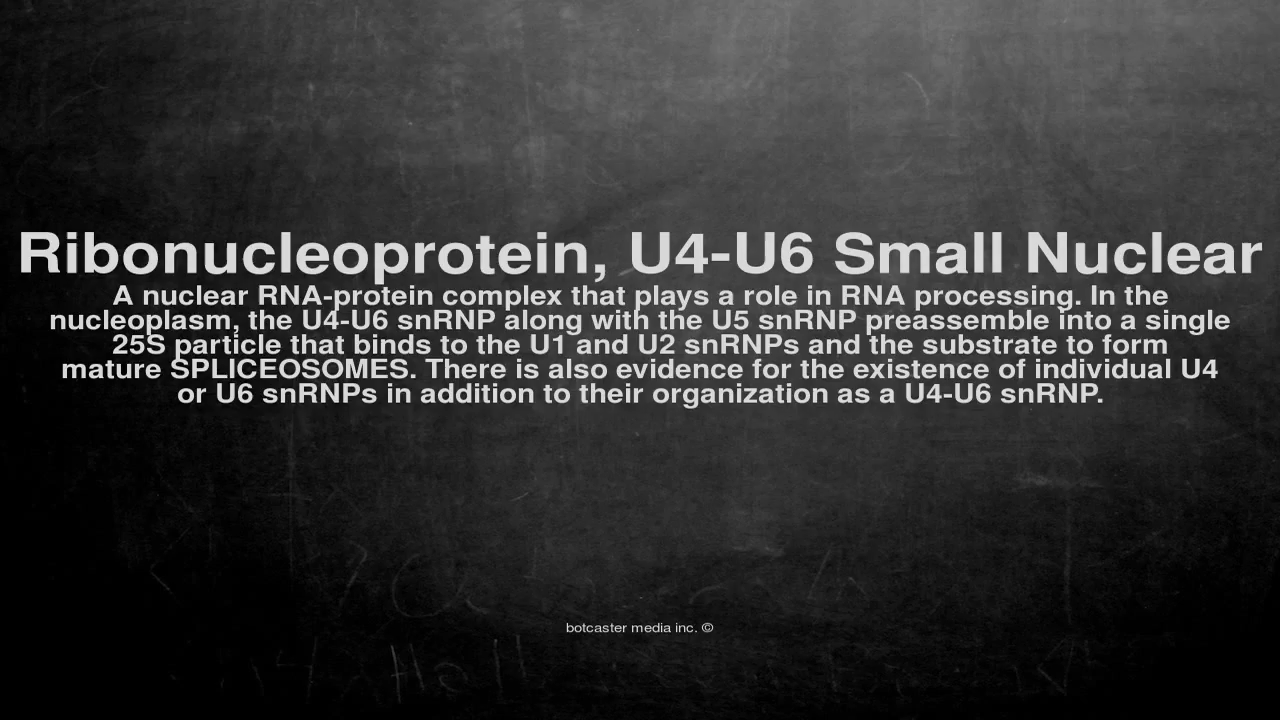 Ribonucleoprotein, U4-U6 Small Nuclear
A nuclear RNA-protein complex that plays a role in RNA processing. In the
nucleoplasm, the U4-U6 snRNP along with the U5 snRNP preassemble into a single
25S particle that binds to the U1 and U2 snRNPs and the substrate to form
mature SPLICEOSOMES. There is also evidence for the existence of individual U4
or U6 snRNPs in addition to their organization as a U4-U6 snRNP.
botcaster media inc. ©